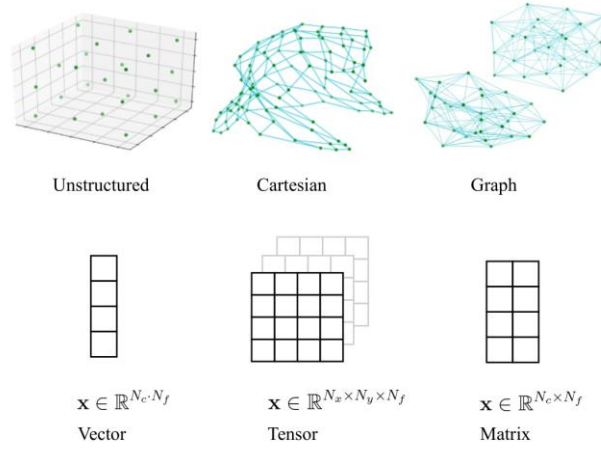 Unstructured Cartesian Graph
𝐱 ∈ ℝ^{N_c·N_f} 𝐱 ∈ ℝ^{N_x×N_y×N_f} 𝐱 ∈ ℝ^{N_c×N_f}
Vector Tensor Matrix